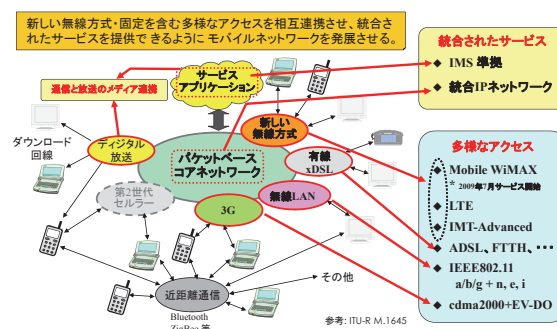 新しい無線方式・固定を含む多様なアクセスを相互連携させ、統合さ
れたサービスを提供できるように モバイルネットワークを発展させる。
サービス
アプリケーション
通信と放送のメディア連携
統合されたサービス
◆ IMS 準拠
◆ 統合IPネットワーク
新しい
無線方式
ダウンロード
回線
ディジタル
放送
パケットベース
コアネットワーク
有線
xDSL
第2世代
セルラー
3G
無線LAN
多様なアクセス
◆ Mobile WiMAX
* 2009年7月サービス開始
◆ LTE
◆ IMT-Advanced
◆ ADSL、FTTH、・・・
◆ IEEE802.11
a/b/g + n, e, i
◆ cdma2000+EV-DO
近距離通信
その他
Bluetooth
ZigBee 等
参考: ITU-R M.1645